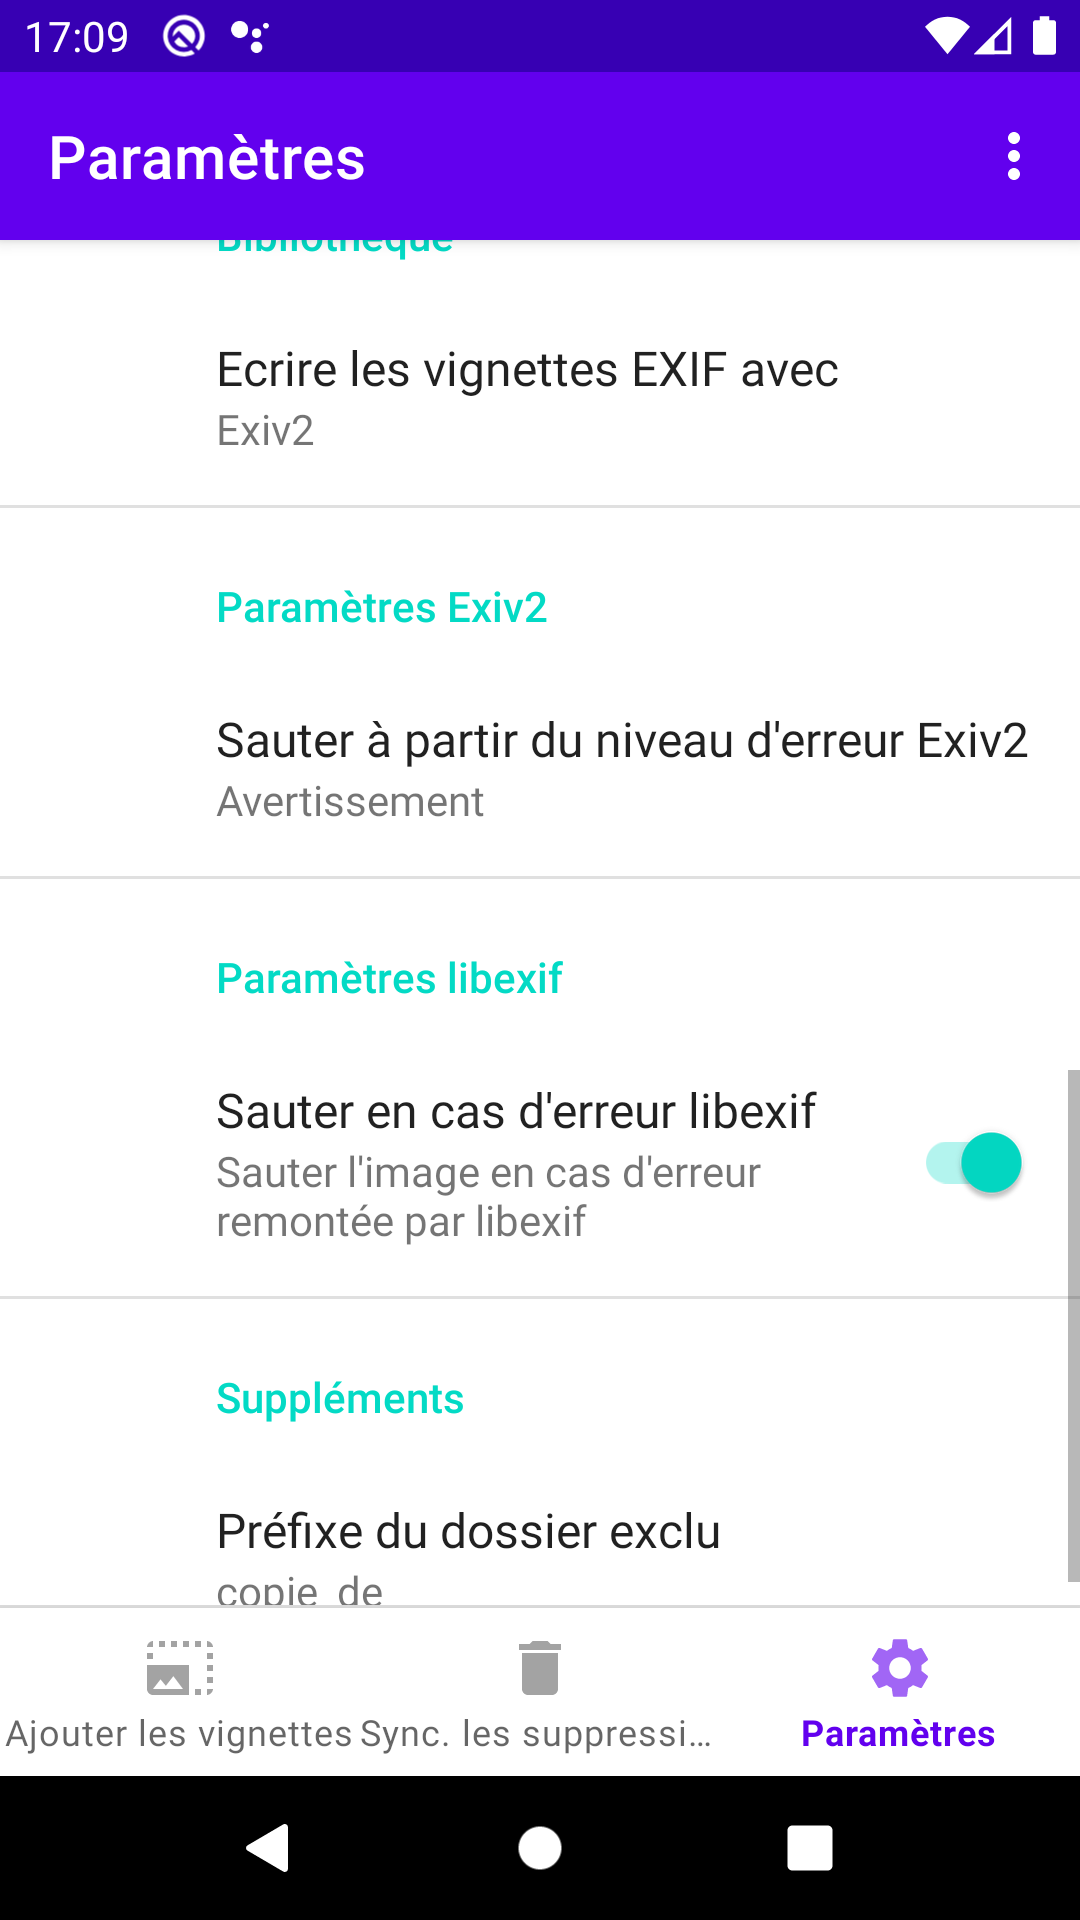 17:09
Paramètres
Bibliothèque
Ecrire les vignettes EXIF avec
Exiv2
Paramètres Exiv2
Sauter à partir du niveau d'erreur Exiv2
Avertissement
Paramètres libexif
Sauter en cas d'erreur libexif
Sauter l'image en cas d'erreur
remontée par libexif
Suppléments
Préfixe du dossier exclu
copie_de
Ajouter les vignettes
Sync. les suppressi…
Paramètres